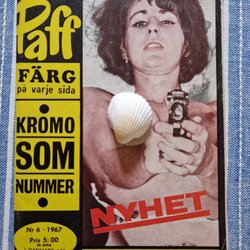 Paff
FÄRG
på varje sida
KROMO
SOM
NUMMER
Nr 6 · 1967
Pris 5:00
NYHET